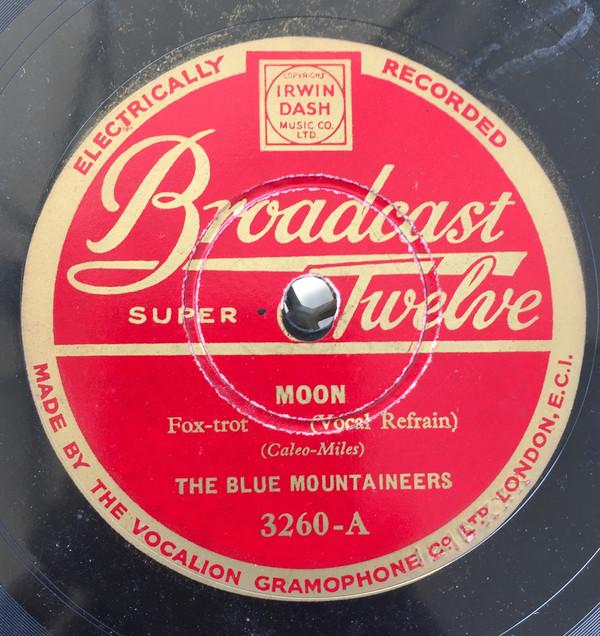 ELECTRICALLY RECORDED
COPYRIGHT
IRWIN
DASH
MUSIC CO.
LTD.
Broadcast
SUPER Twelve
MOON
Fox-trot (Vocal Refrain)
(Caleo-Miles)
THE BLUE MOUNTAINEERS
3260-A
MADE BY THE VOCALION GRAMOPHONE CO. LTD. LONDON, E.C.1.